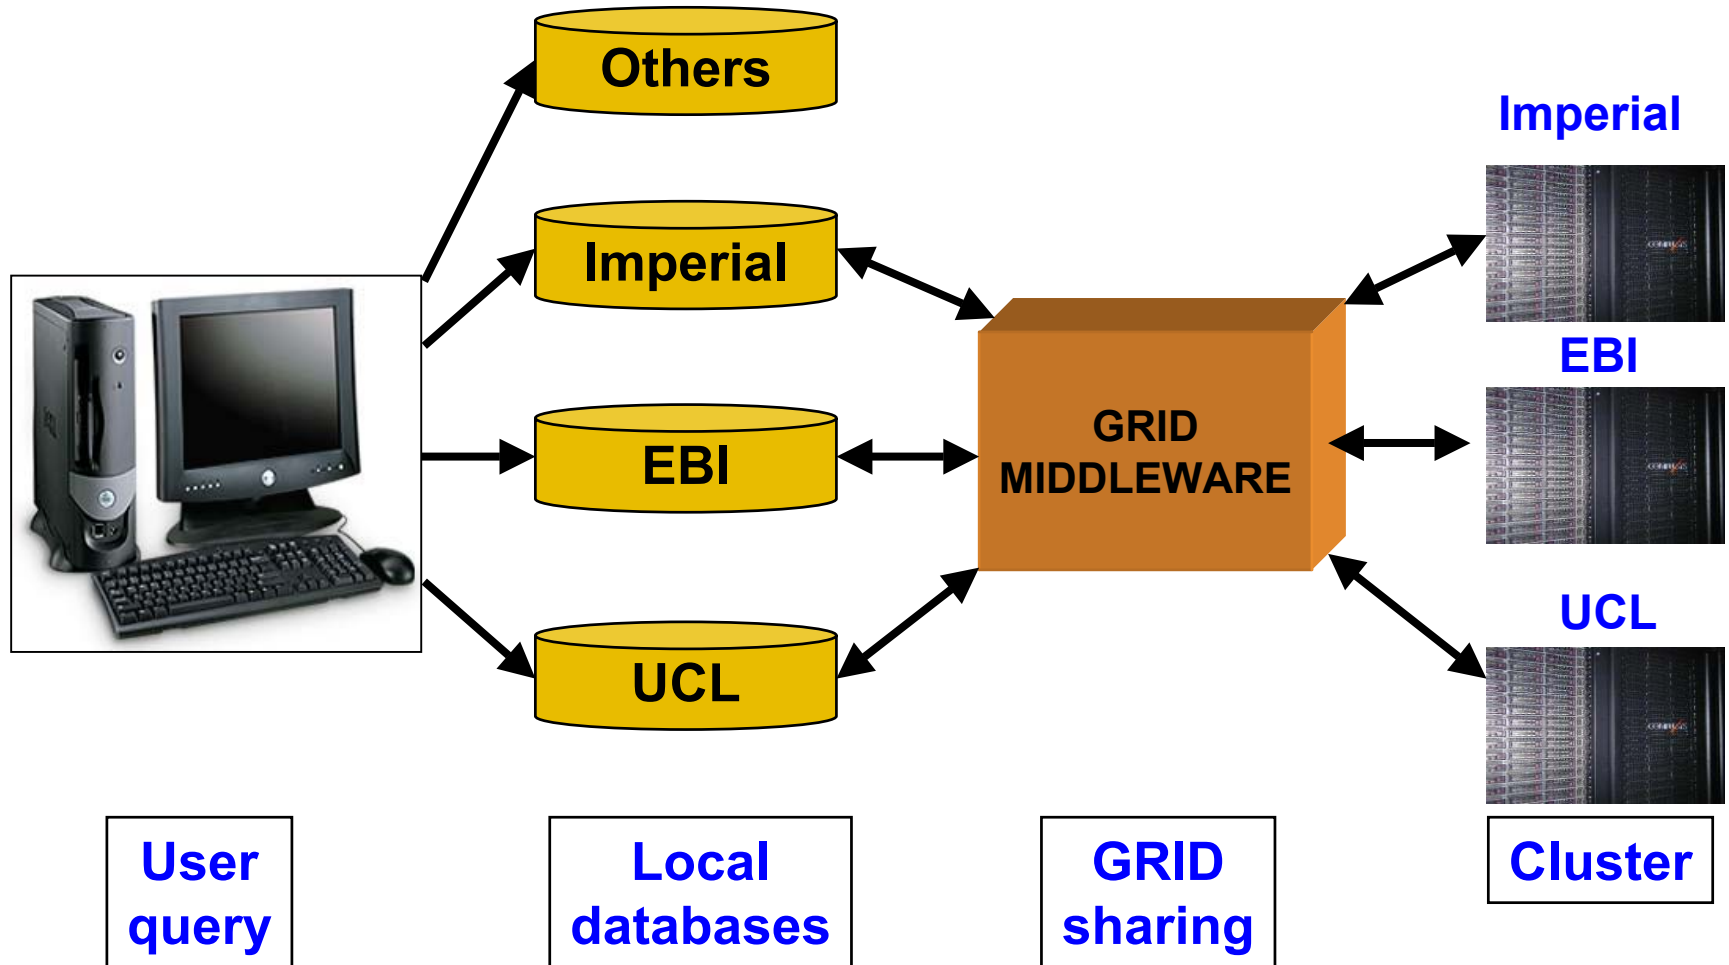 Others
Imperial
Imperial
EBI
EBI
GRID
MIDDLEWARE
UCL
UCL
User
query
Local
databases
GRID
sharing
Cluster